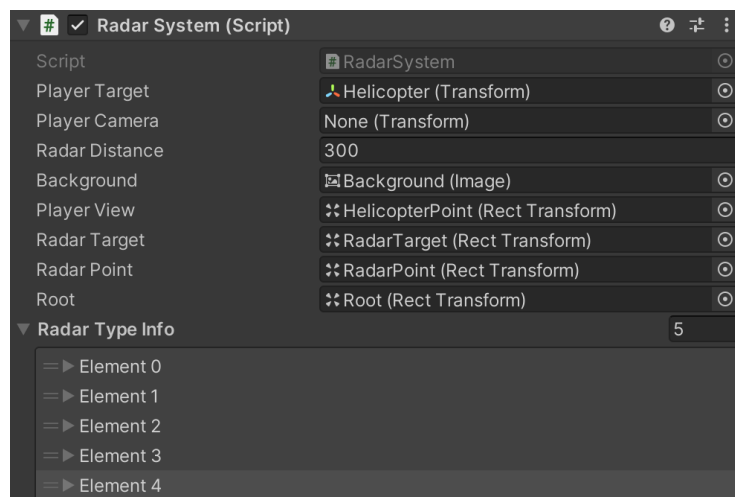 # Radar System (Script)
Script # RadarSystem
Player Target Helicopter (Transform)
Player Camera None (Transform)
Radar Distance 300
Background Background (Image)
Player View HelicopterPoint (Rect Transform)
Radar Target RadarTarget (Rect Transform)
Radar Point RadarPoint (Rect Transform)
Root Root (Rect Transform)
Radar Type Info 5
Element 0
Element 1
Element 2
Element 3
Element 4